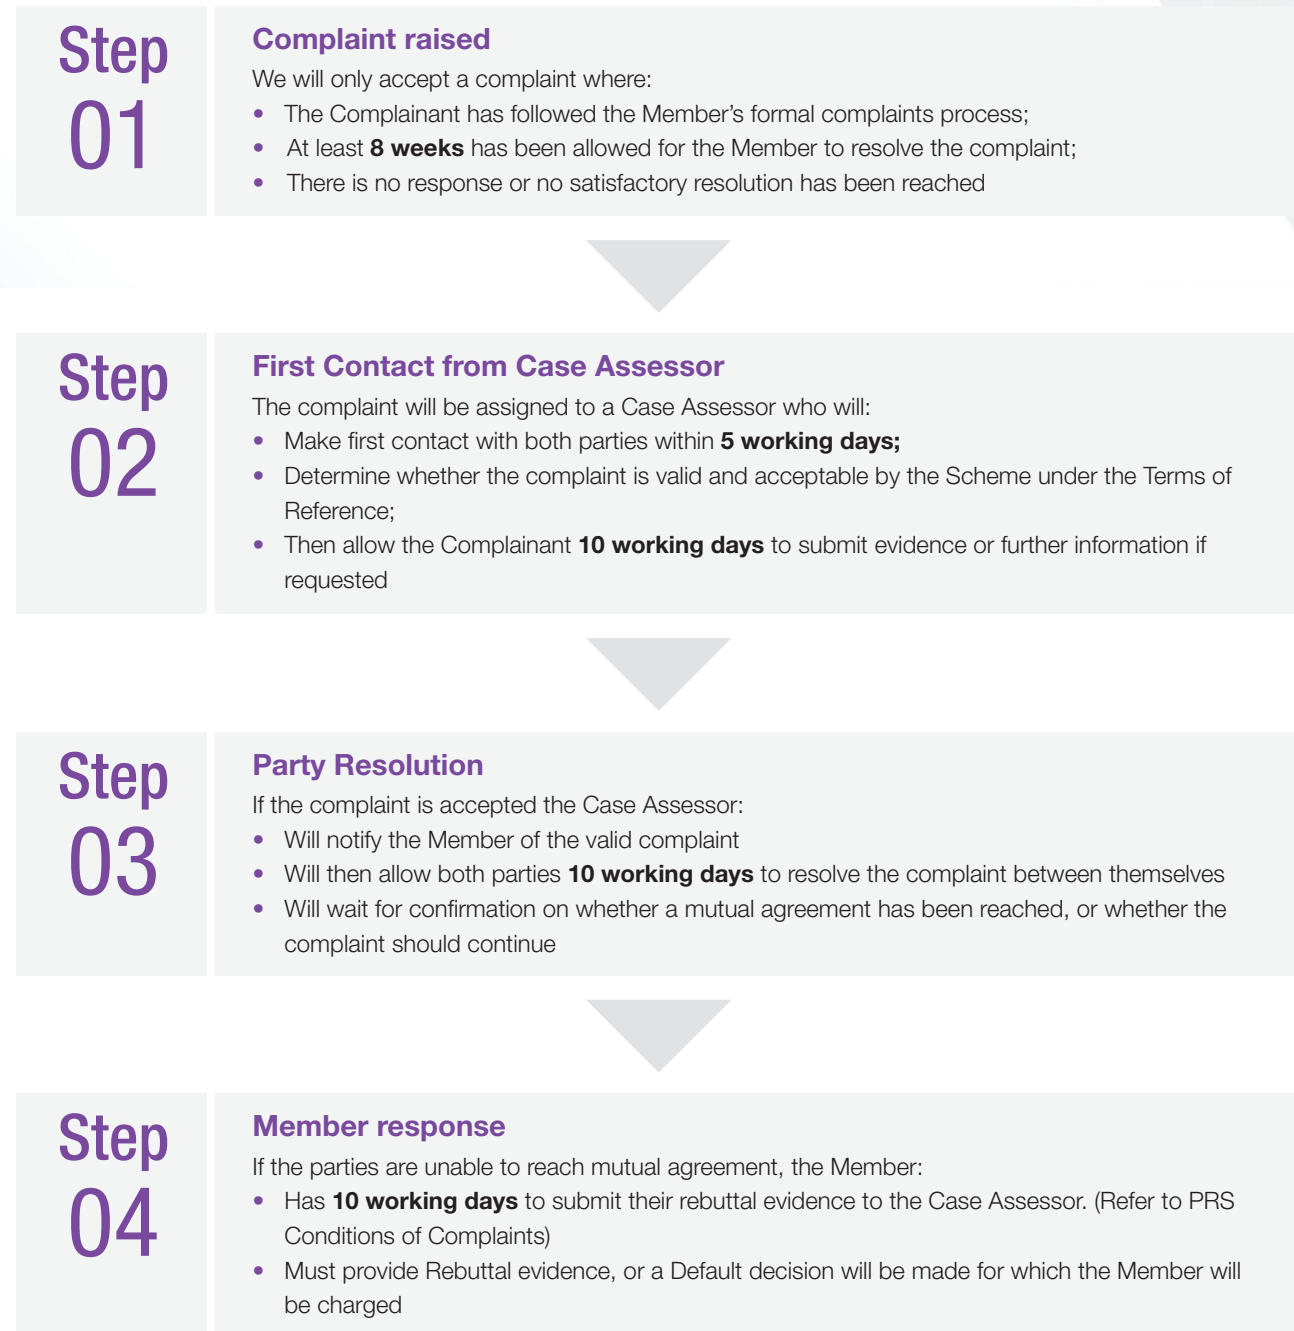 Step
01
Complaint raised
We will only accept a complaint where:
• The Complainant has followed the Member’s formal complaints process;
• At least 8 weeks has been allowed for the Member to resolve the complaint;
• There is no response or no satisfactory resolution has been reached
Step
02
First Contact from Case Assessor
The complaint will be assigned to a Case Assessor who will:
• Make first contact with both parties within 5 working days;
• Determine whether the complaint is valid and acceptable by the Scheme under the Terms of
Reference;
• Then allow the Complainant 10 working days to submit evidence or further information if
requested
Step
03
Party Resolution
If the complaint is accepted the Case Assessor:
• Will notify the Member of the valid complaint
• Will then allow both parties 10 working days to resolve the complaint between themselves
• Will wait for confirmation on whether a mutual agreement has been reached, or whether the
complaint should continue
Step
04
Member response
If the parties are unable to reach mutual agreement, the Member:
• Has 10 working days to submit their rebuttal evidence to the Case Assessor. (Refer to PRS
Conditions of Complaints)
• Must provide Rebuttal evidence, or a Default decision will be made for which the Member will
be charged